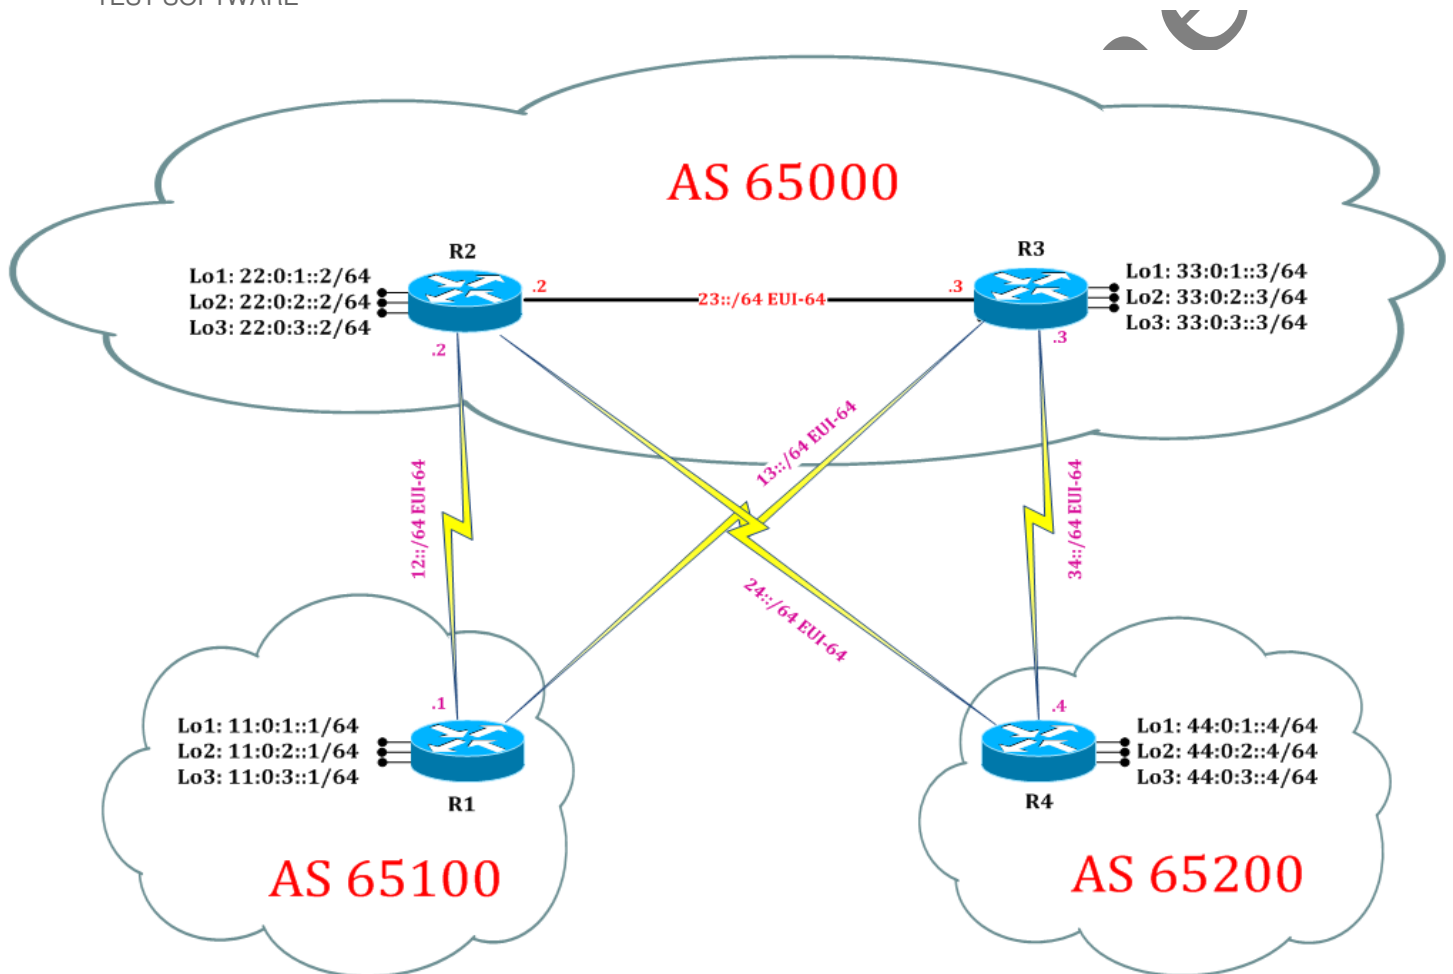 TEST SOFTWARE
AS 65000
R2
R3
Lo1: 22:0:1::2/64
Lo2: 22:0:2::2/64
Lo3: 22:0:3::2/64
.2
23::/64 EUI-64
.3
Lo1: 33:0:1::3/64
Lo2: 33:0:2::3/64
Lo3: 33:0:3::3/64
.2
.3
12::/64 EUI-64
13::/64 EUI-64
24::/64 EUI-64
34::/64 EUI-64
.1
.4
Lo1: 11:0:1::1/64
Lo2: 11:0:2::1/64
Lo3: 11:0:3::1/64
R1
Lo1: 44:0:1::4/64
Lo2: 44:0:2::4/64
Lo3: 44:0:3::4/64
R4
AS 65100
AS 65200